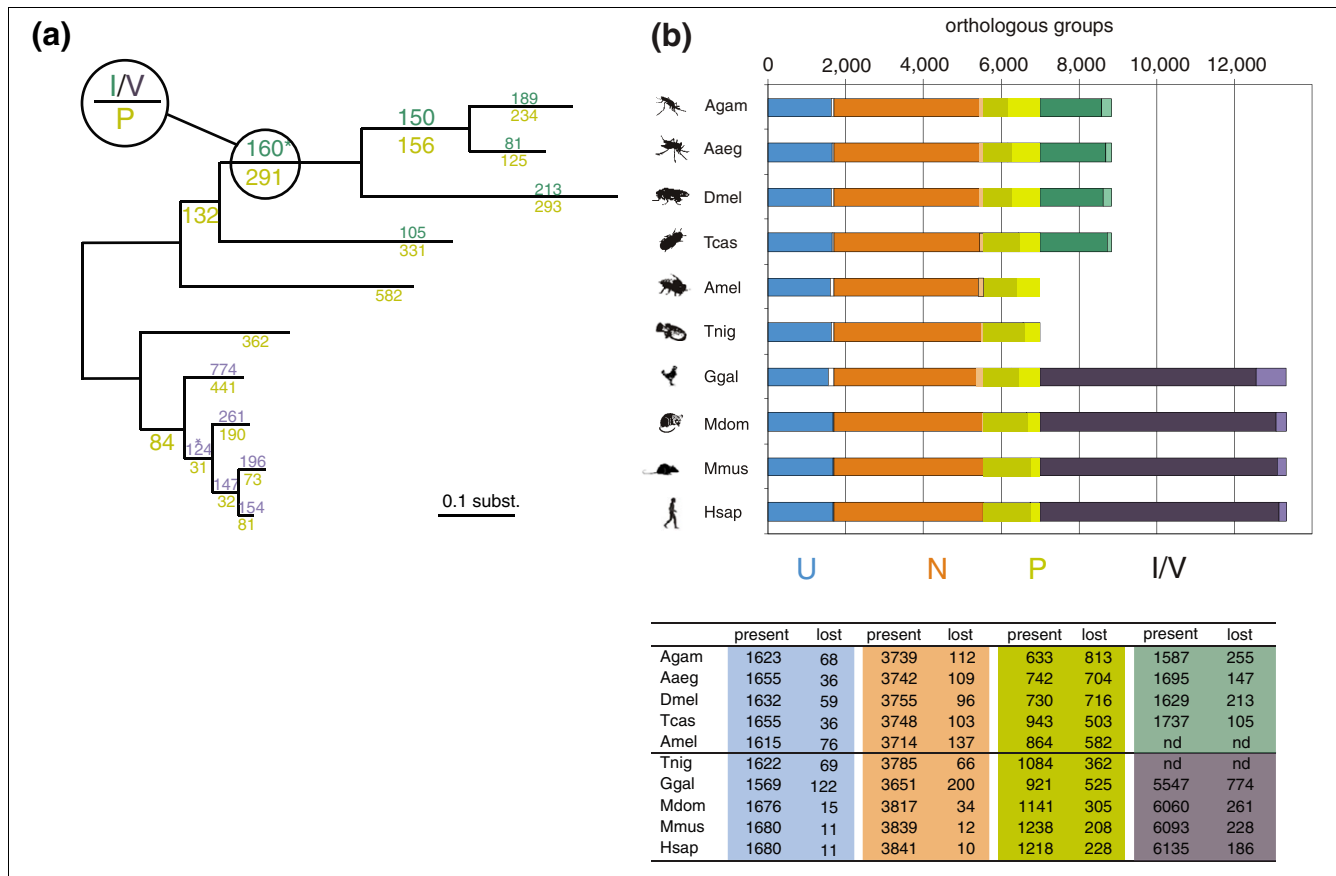 (a)
I/V
P
160*
291
150
156
189
234
81
125
213
293
132
105
331
582
362
774
441
84
261
190
*
124
31
196
73
147
32
154
81
0.1 subst.
(b)
orthologous groups
0 2,000 4,000 6,000 8,000 10,000 12,000
Agam
Aaeg
Dmel
Tcas
Amel
Tnig
Ggal
Mdom
Mmus
Hsap
U N P I/V
present lost present lost present lost present lost
Agam 1623 68 3739 112 633 813 1587 255
Aaeg 1655 36 3742 109 742 704 1695 147
Dmel 1632 59 3755 96 730 716 1629 213
Tcas 1655 36 3748 103 943 503 1737 105
Amel 1615 76 3714 137 864 582 nd nd
Tnig 1622 69 3785 66 1084 362 nd nd
Ggal 1569 122 3651 200 921 525 5547 774
Mdom 1676 15 3817 34 1141 305 6060 261
Mmus 1680 11 3839 12 1238 208 6093 228
Hsap 1680 11 3841 10 1218 228 6135 186